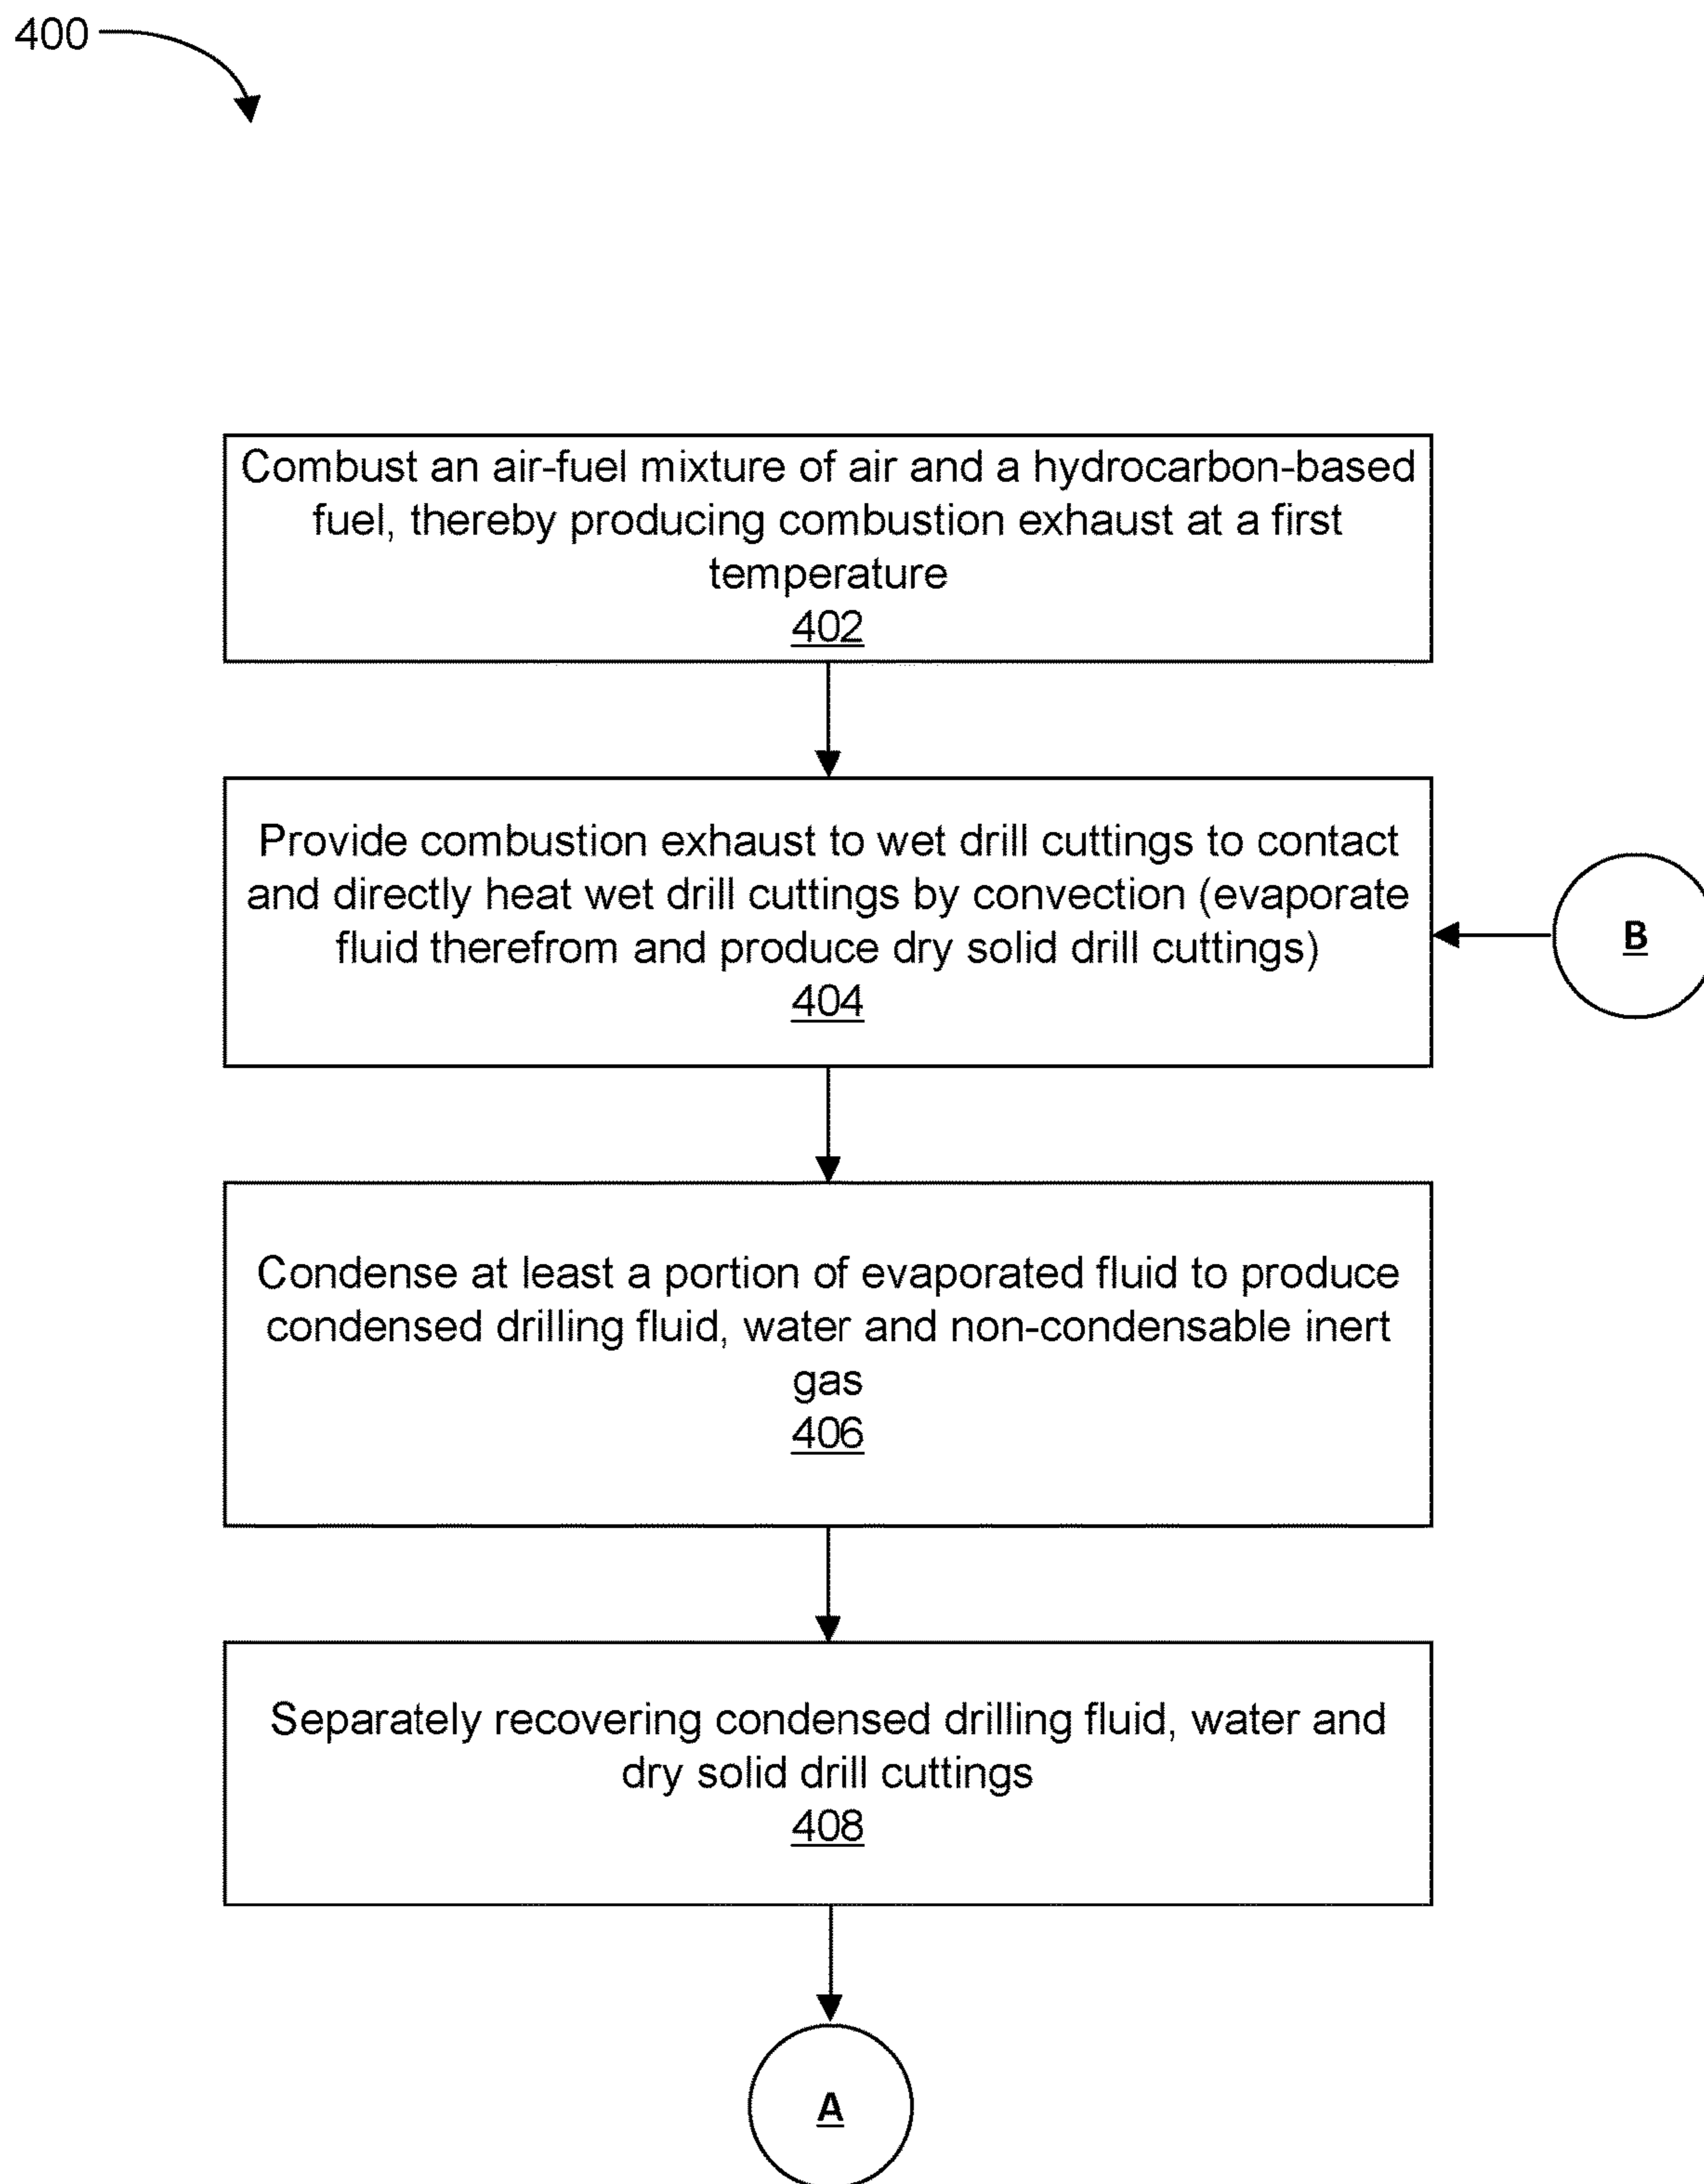 400
Combust an air-fuel mixture of air and a hydrocarbon-based
fuel, thereby producing combustion exhaust at a first
temperature
402
Provide combustion exhaust to wet drill cuttings to contact
and directly heat wet drill cuttings by convection (evaporate
fluid therefrom and produce dry solid drill cuttings)
404
B
Condense at least a portion of evaporated fluid to produce
condensed drilling fluid, water and non-condensable inert
gas
406
Separately recovering condensed drilling fluid, water and
dry solid drill cuttings
408
A